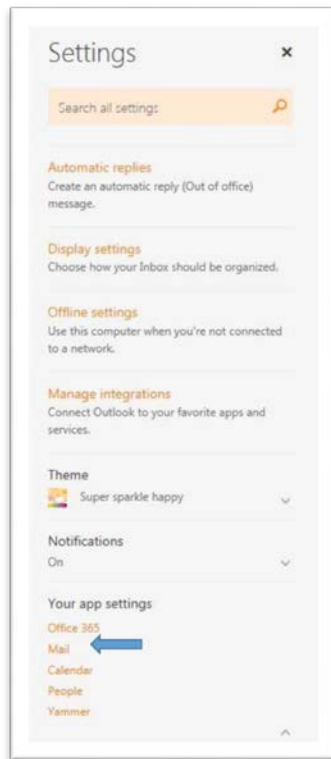 Settings
Search all settings
Automatic replies
Create an automatic reply (Out of office)
message.
Display settings
Choose how your Inbox should be organized.
Offline settings
Use this computer when you're not connected
to a network.
Manage integrations
Connect Outlook to your favorite apps and
services.
Theme
Super sparkle happy
Notifications
On
Your app settings
Office 365
Mail
Calendar
People
Yammer